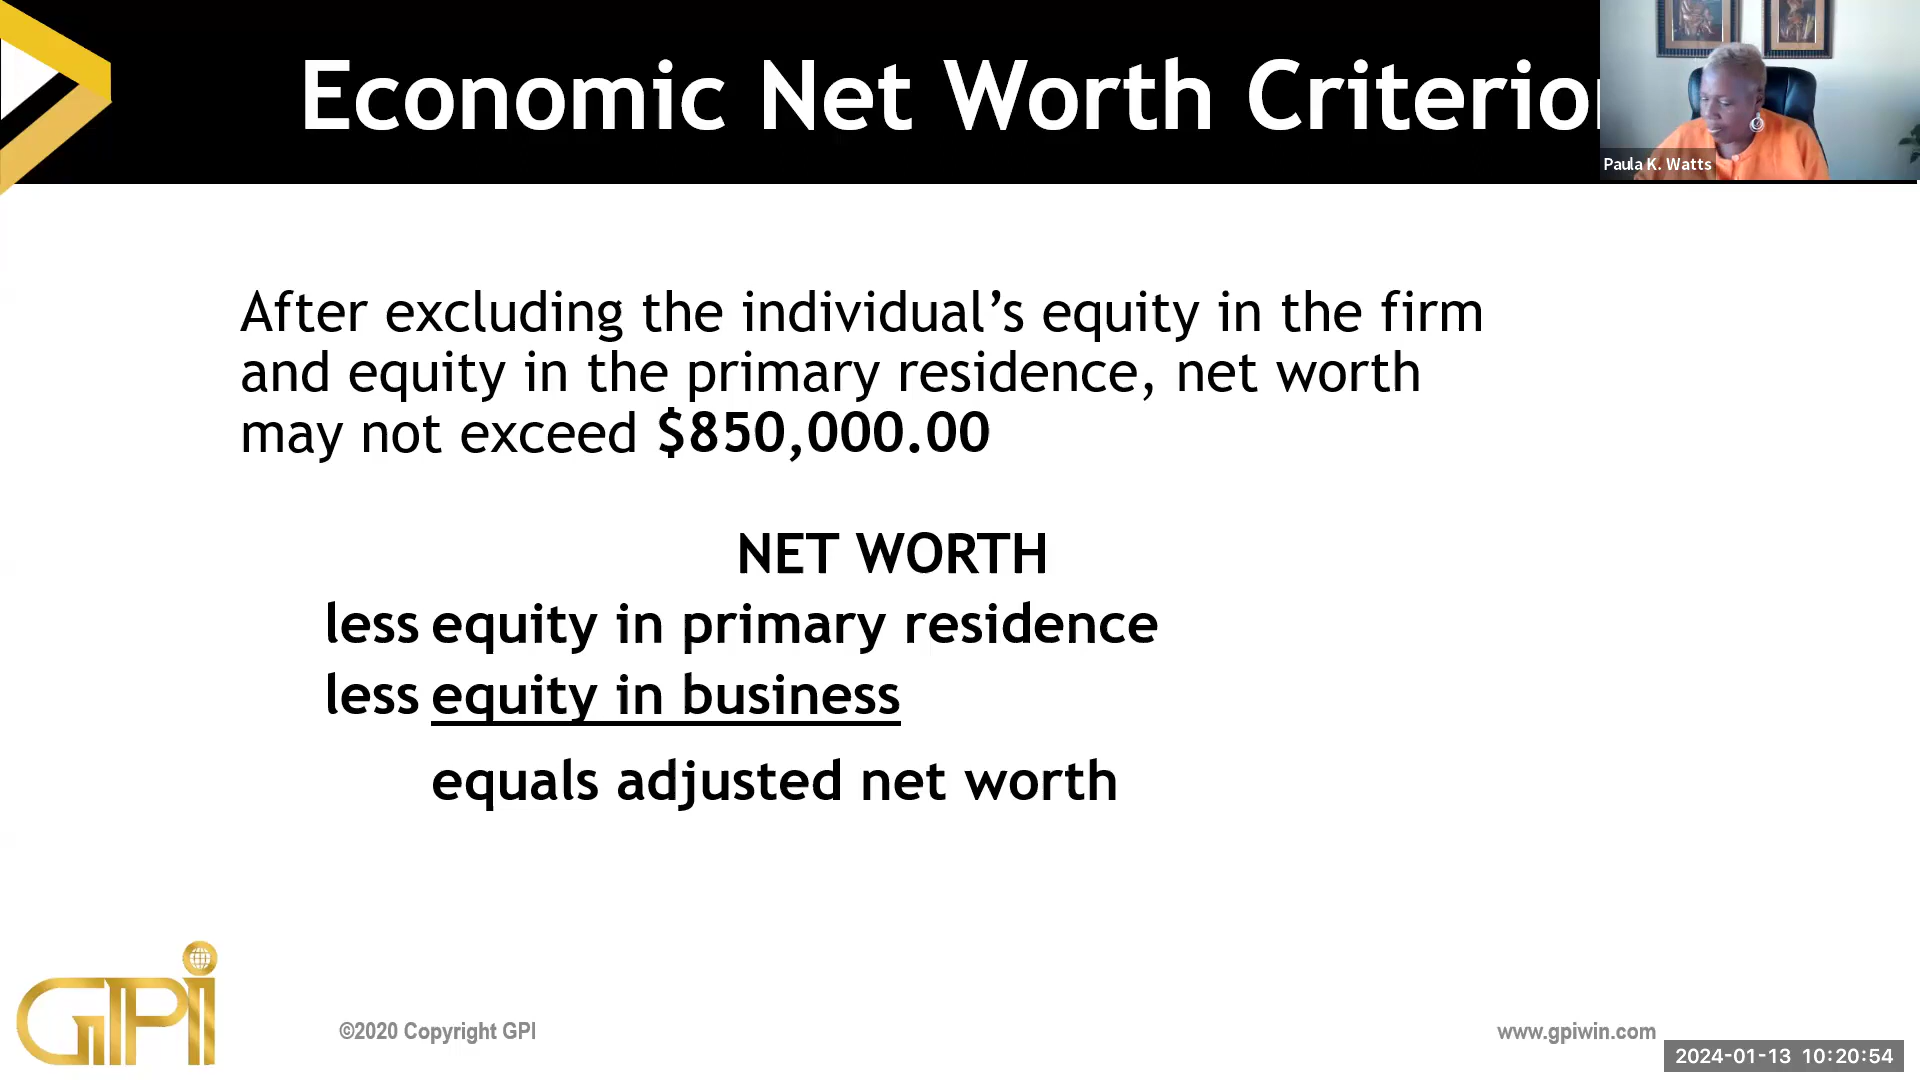 Economic Net Worth Criterion
Paula K. Watts
After excluding the individual’s equity in the firm
and equity in the primary residence, net worth
may not exceed $850,000.00
NET WORTH
less equity in primary residence
less equity in business
equals adjusted net worth
GPi
©2020 Copyright GPI
www.gpiwin.com
2024-01-13 10:20:54